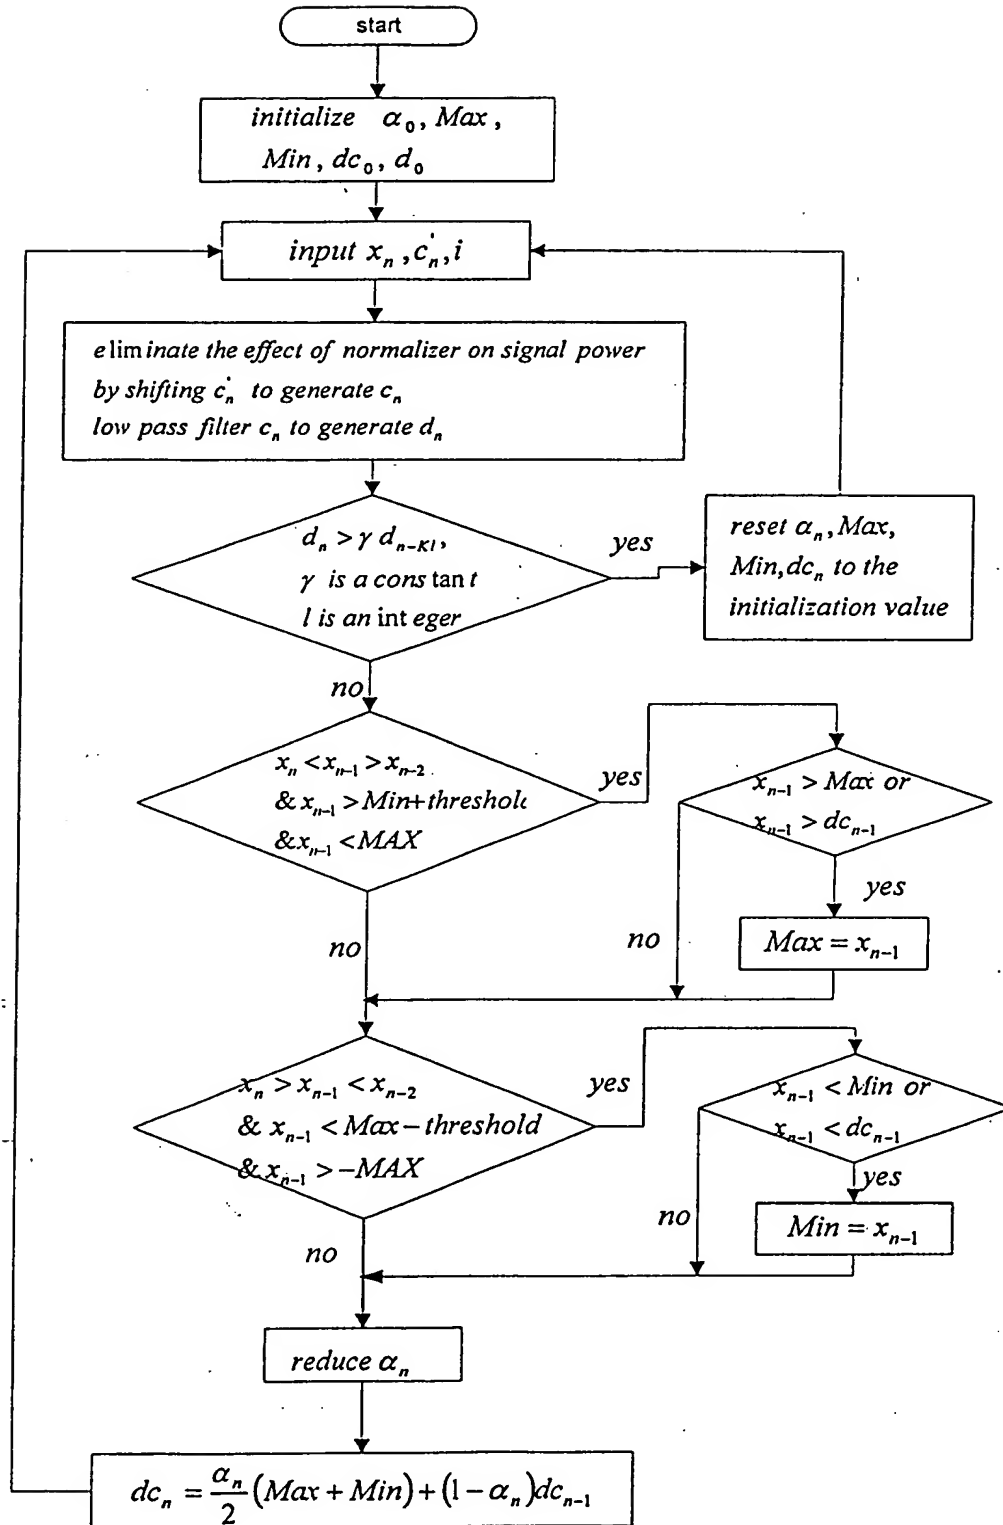 start
initialize α₀, Max,
Min, dc₀, d₀
input xₙ, c'ₙ, i
eliminate the effect of normalizer on signal power
by shifting c'ₙ to generate cₙ
low pass filter cₙ to generate dₙ
dₙ > γ dₙ₋Kl,
γ is a cons tan t
l is an int eger
yes
reset αₙ, Max,
Min, dcₙ to the
initialization value
no
xₙ < xₙ₋₁ > xₙ₋₂
& xₙ₋₁ > Min+threshold
& xₙ₋₁ < MAX
yes
xₙ₋₁ > Max or
xₙ₋₁ > dcₙ₋₁
yes
no
no
Max = xₙ₋₁
xₙ > xₙ₋₁ < xₙ₋₂
& xₙ₋₁ < Max − threshold
& xₙ₋₁ > −MAX
yes
xₙ₋₁ < Min or
xₙ₋₁ < dcₙ₋₁
yes
no
no
Min = xₙ₋₁
reduce αₙ
dcₙ = αₙ/2 (Max + Min) + (1 − αₙ)dcₙ₋₁